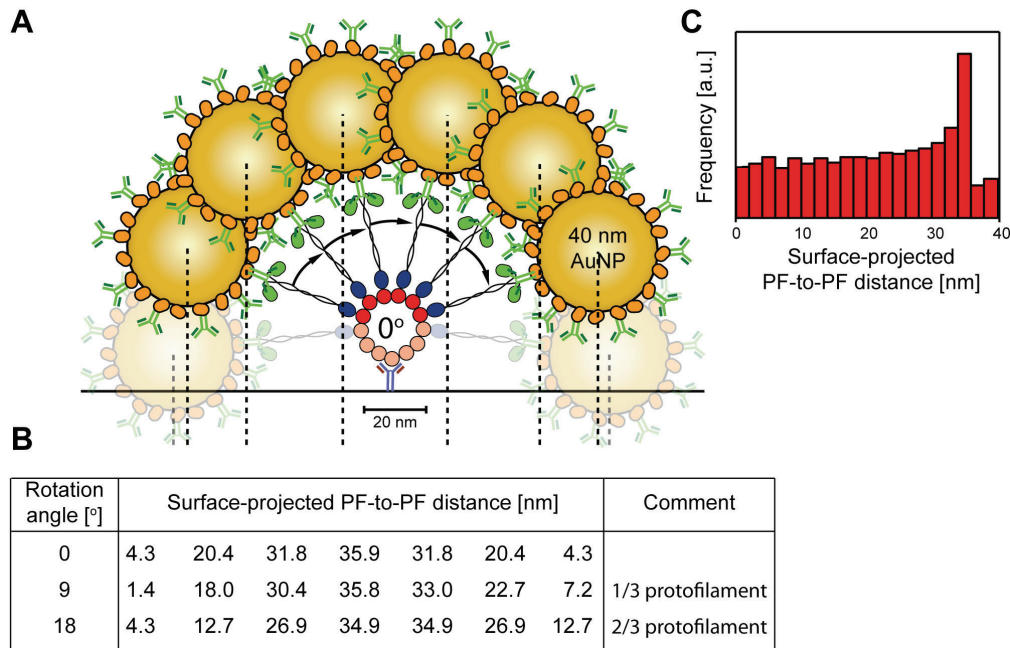 A
C
Frequency [a.u.]
0
10
20
30
40
Surface-projected
PF-to-PF distance [nm]
40 nm
AuNP
0°
20 nm
B
Rotation
angle [°]
Surface-projected PF-to-PF distance [nm]
Comment
0 4.3 20.4 31.8 35.9 31.8 20.4 4.3
9 1.4 18.0 30.4 35.8 33.0 22.7 7.2 1/3 protofilament
18 4.3 12.7 26.9 34.9 34.9 26.9 12.7 2/3 protofilament